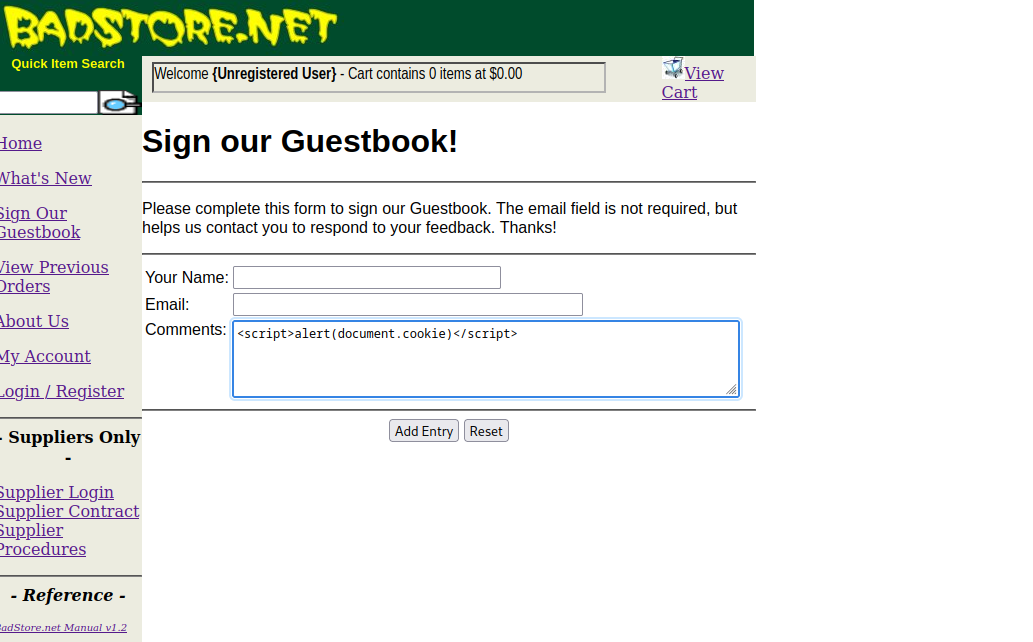 BADSTORE.NET
Quick Item Search
Welcome {Unregistered User} - Cart contains 0 items at $0.00
View
Cart
Home
What's New
Sign Our
Guestbook
View Previous
Orders
About Us
My Account
Login / Register
- Suppliers Only
-
Supplier Login
Supplier Contract
Supplier
Procedures
- Reference -
BadStore.net Manual v1.2
Sign our Guestbook!
Please complete this form to sign our Guestbook. The email field is not required, but
helps us contact you to respond to your feedback. Thanks!
Your Name:
Email:
Comments: <script>alert(document.cookie)</script>
Add Entry Reset